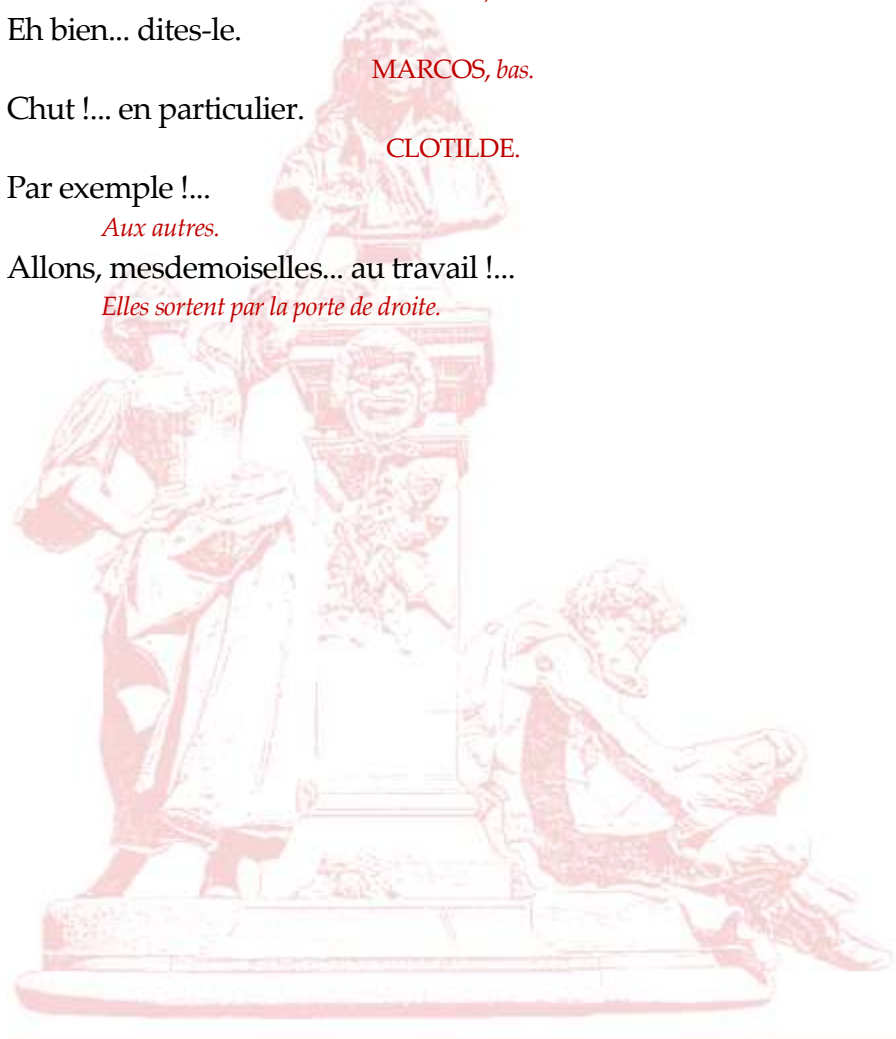 Eh bien... dites-le.
MARCOS, bas.
Chut !... en particulier.
CLOTILDE.
Par exemple !...
Aux autres.
Allons, mesdemoiselles... au travail !...
Elles sortent par la porte de droite.